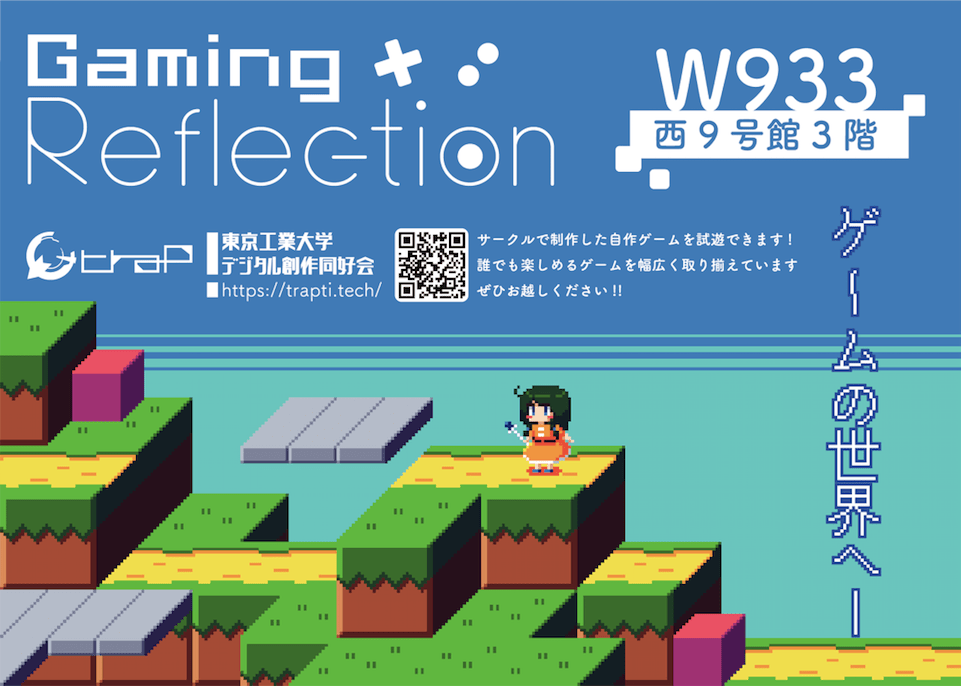 Gaming
Reflection
W933
西9号館3階
traP
東京工業大学
デジタル創作同好会
https://trapti.tech/
サークルで制作した自作ゲームを試遊できます！
誰でも楽しめるゲームを幅広く取り揃えています
ぜひお越しください!!
ゲームの世界へ―